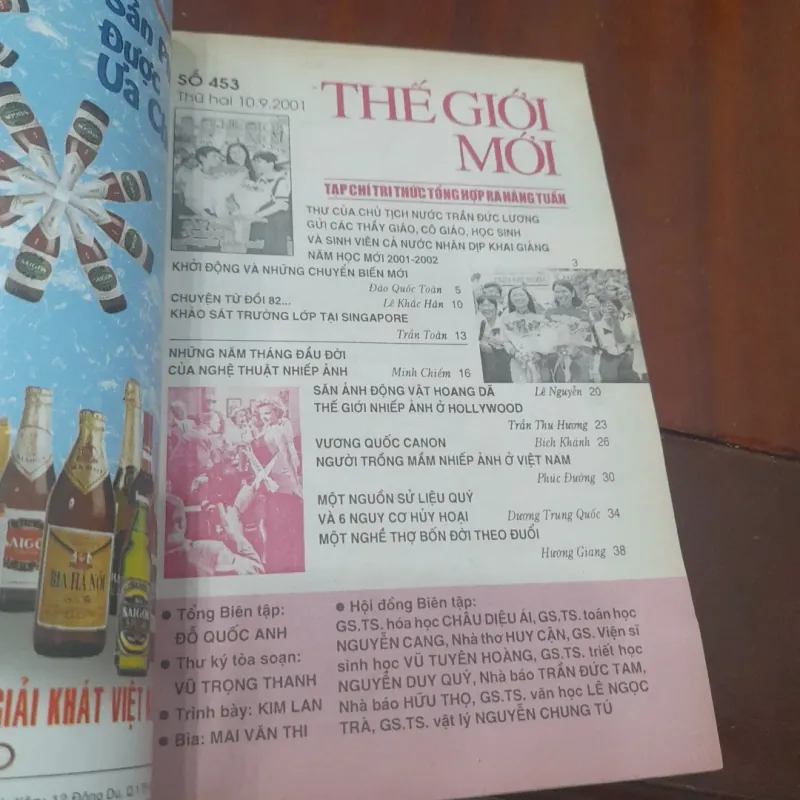 Sản
Được
Ưa
SỐ 453
Thứ hai 10.9.2001
THẾ GIỚI
MỚI
TẠP CHÍ TRI THỨC TỔNG HỢP RA HÀNG TUẦN
THƯ CỦA CHỦ TỊCH NƯỚC TRẦN ĐỨC LƯƠNG
GỬI CÁC THẦY GIÁO, CÔ GIÁO, HỌC SINH
VÀ SINH VIÊN CẢ NƯỚC NHÂN DỊP KHAI GIẢNG
NĂM HỌC MỚI 2001-2002 3
KHỞI ĐỘNG VÀ NHỮNG CHUYỂN BIẾN MỚI
Đào Quốc Toàn 5
CHUYỆN TỪ ĐỒI 82... Lê Khắc Hân 10
KHẢO SÁT TRƯỜNG LỚP TẠI SINGAPORE
Trần Toàn 13
NHỮNG NĂM THÁNG ĐẦU ĐỜI
CỦA NGHỆ THUẬT NHIẾP ẢNH Minh Chiếm 16
SĂN ẢNH ĐỘNG VẬT HOANG DÃ Lê Nguyễn 20
THẾ GIỚI NHIẾP ẢNH Ở HOLLYWOOD
Trần Thu Hương 23
VƯƠNG QUỐC CANON Bích Khánh 26
NGƯỜI TRỒNG MẦM NHIẾP ẢNH Ở VIỆT NAM
Phúc Đường 30
MỘT NGUỒN SỬ LIỆU QUÝ
VÀ 6 NGUY CƠ HỦY HOẠI Dương Trung Quốc 34
MỘT NGHỀ THỢ BỐN ĐỜI THEO ĐUỔI
Hương Giang 38
• Tổng Biên tập:
ĐỖ QUỐC ANH
• Thư ký tòa soạn:
VŨ TRỌNG THANH
• Trình bày: KIM LAN
• Bìa: MAI VĂN THI
• Hội đồng Biên tập:
GS.TS. hóa học CHÂU DIỆU ÁI, GS.TS. toán học
NGUYỄN CANG, Nhà thơ HUY CẬN, GS. Viện sĩ
sinh học VŨ TUYÊN HOÀNG, GS.TS. triết học
NGUYỄN DUY QUÝ, Nhà báo TRẦN ĐỨC TAM,
Nhà báo HỮU THỌ, GS.TS. văn học LÊ NGỌC
TRÀ, GS.TS. vật lý NGUYỄN CHUNG TÚ
SAIGON
BIA HÀ NỘI
SAIGON
GIẢI KHÁT VIỆT
12 Đông Du, Q1